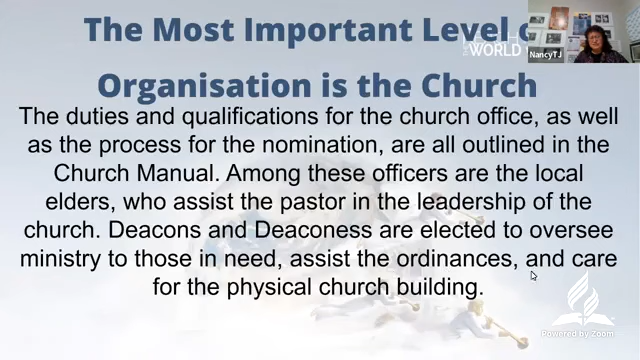 The Most Important Level
Organisation is the Church
The duties and qualifications for the church office, as well
as the process for the nomination, are all outlined in the
Church Manual. Among these officers are the local
elders, who assist the pastor in the leadership of the
church. Deacons and Deaconess are elected to oversee
ministry to those in need, assist the ordinances, and care
for the physical church building.
WORLD
NancyTJ
Powered by Zoom